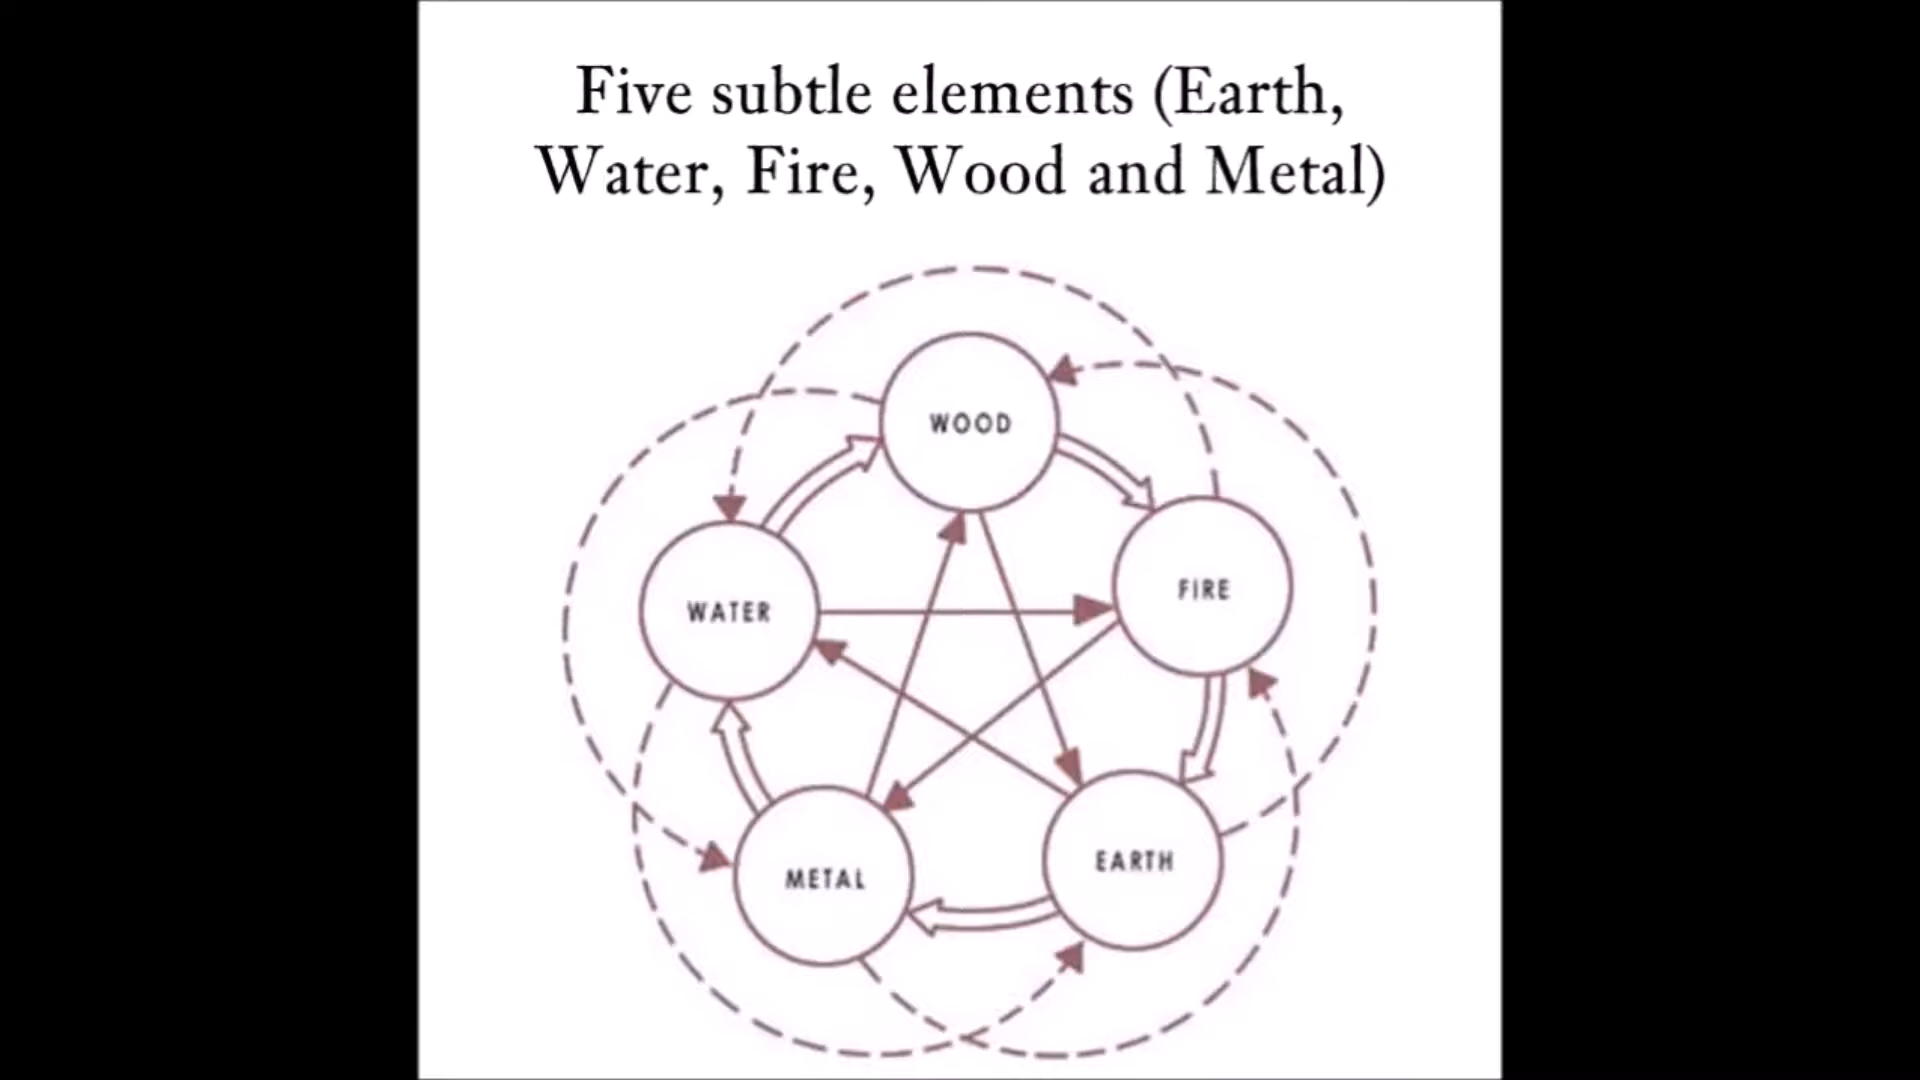 Five subtle elements (Earth,
Water, Fire, Wood and Metal)
WOOD
FIRE
WATER
EARTH
METAL